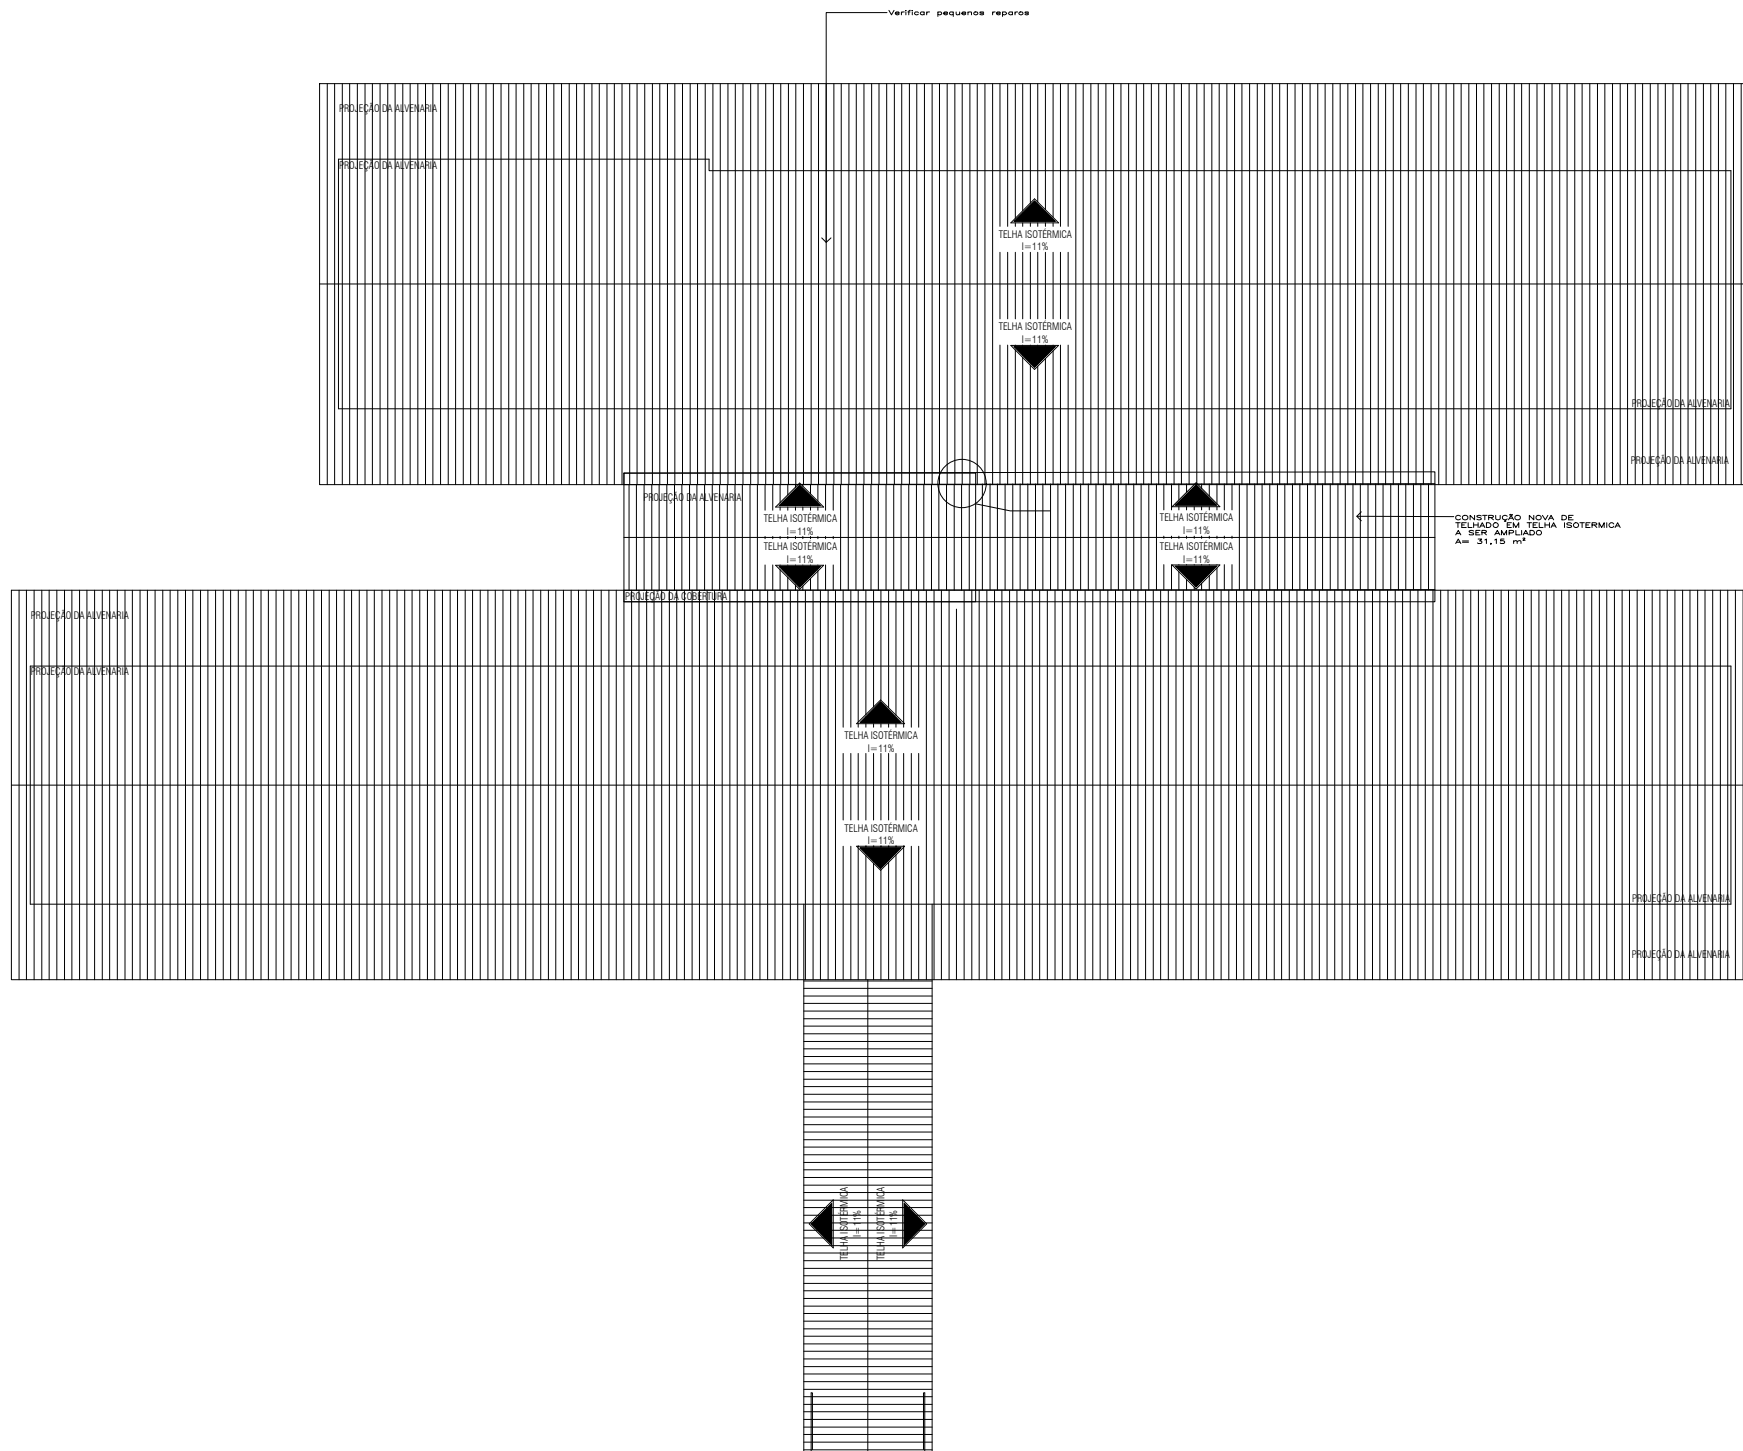 Verificar pequenos reparos
PROJEÇÃO DA ALVENARIA
PROJEÇÃO DA ALVENARIA
TELHA ISOTÉRMICA
I=11%
TELHA ISOTÉRMICA
I=11%
PROJEÇÃO DA ALVENARIA
PROJEÇÃO DA ALVENARIA
PROJEÇÃO DA ALVENARIA
TELHA ISOTÉRMICA
I=11%
TELHA ISOTÉRMICA
I=11%
TELHA ISOTÉRMICA
I=11%
TELHA ISOTÉRMICA
I=11%
CONSTRUÇÃO NOVA DE
TELHADO EM TELHA ISOTERMICA
A SER AMPLIADO
A= 31,15 m²
PROJEÇÃO DA COBERTURA
PROJEÇÃO DA ALVENARIA
PROJEÇÃO DA ALVENARIA
TELHA ISOTÉRMICA
I=11%
TELHA ISOTÉRMICA
I=11%
PROJEÇÃO DA ALVENARIA
PROJEÇÃO DA ALVENARIA
TELHA ISOTÉRMICA
I=11%
TELHA ISOTÉRMICA
I=11%